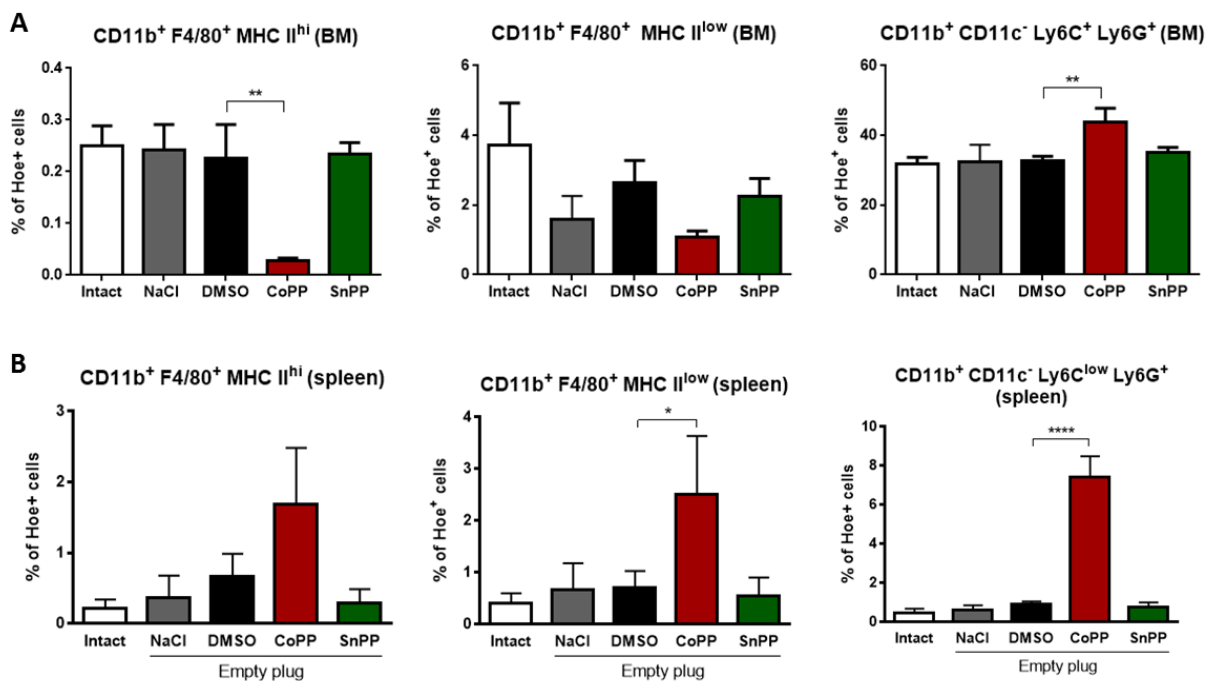 A
CD11b+ F4/80+ MHC IIhi (BM)
% of Hoe+ cells
0.4
0.3
0.2
0.1
0.0
**
Intact NaCl DMSO CoPP SnPP
CD11b+ F4/80+ MHC IIlow (BM)
% of Hoe+ cells
6
4
2
0
Intact NaCl DMSO CoPP SnPP
CD11b+ CD11c- Ly6C+ Ly6G+ (BM)
% of Hoe+ cells
60
40
20
0
**
Intact NaCl DMSO CoPP SnPP
B
CD11b+ F4/80+ MHC IIhi (spleen)
% of Hoe+ cells
3
2
1
0
Intact NaCl DMSO CoPP SnPP
Empty plug
CD11b+ F4/80+ MHC IIlow (spleen)
% of Hoe+ cells
4
3
2
1
0
*
Intact NaCl DMSO CoPP SnPP
Empty plug
CD11b+ CD11c- Ly6Clow Ly6G+
(spleen)
% of Hoe+ cells
10
8
6
4
2
0
****
Intact NaCl DMSO CoPP SnPP
Empty plug